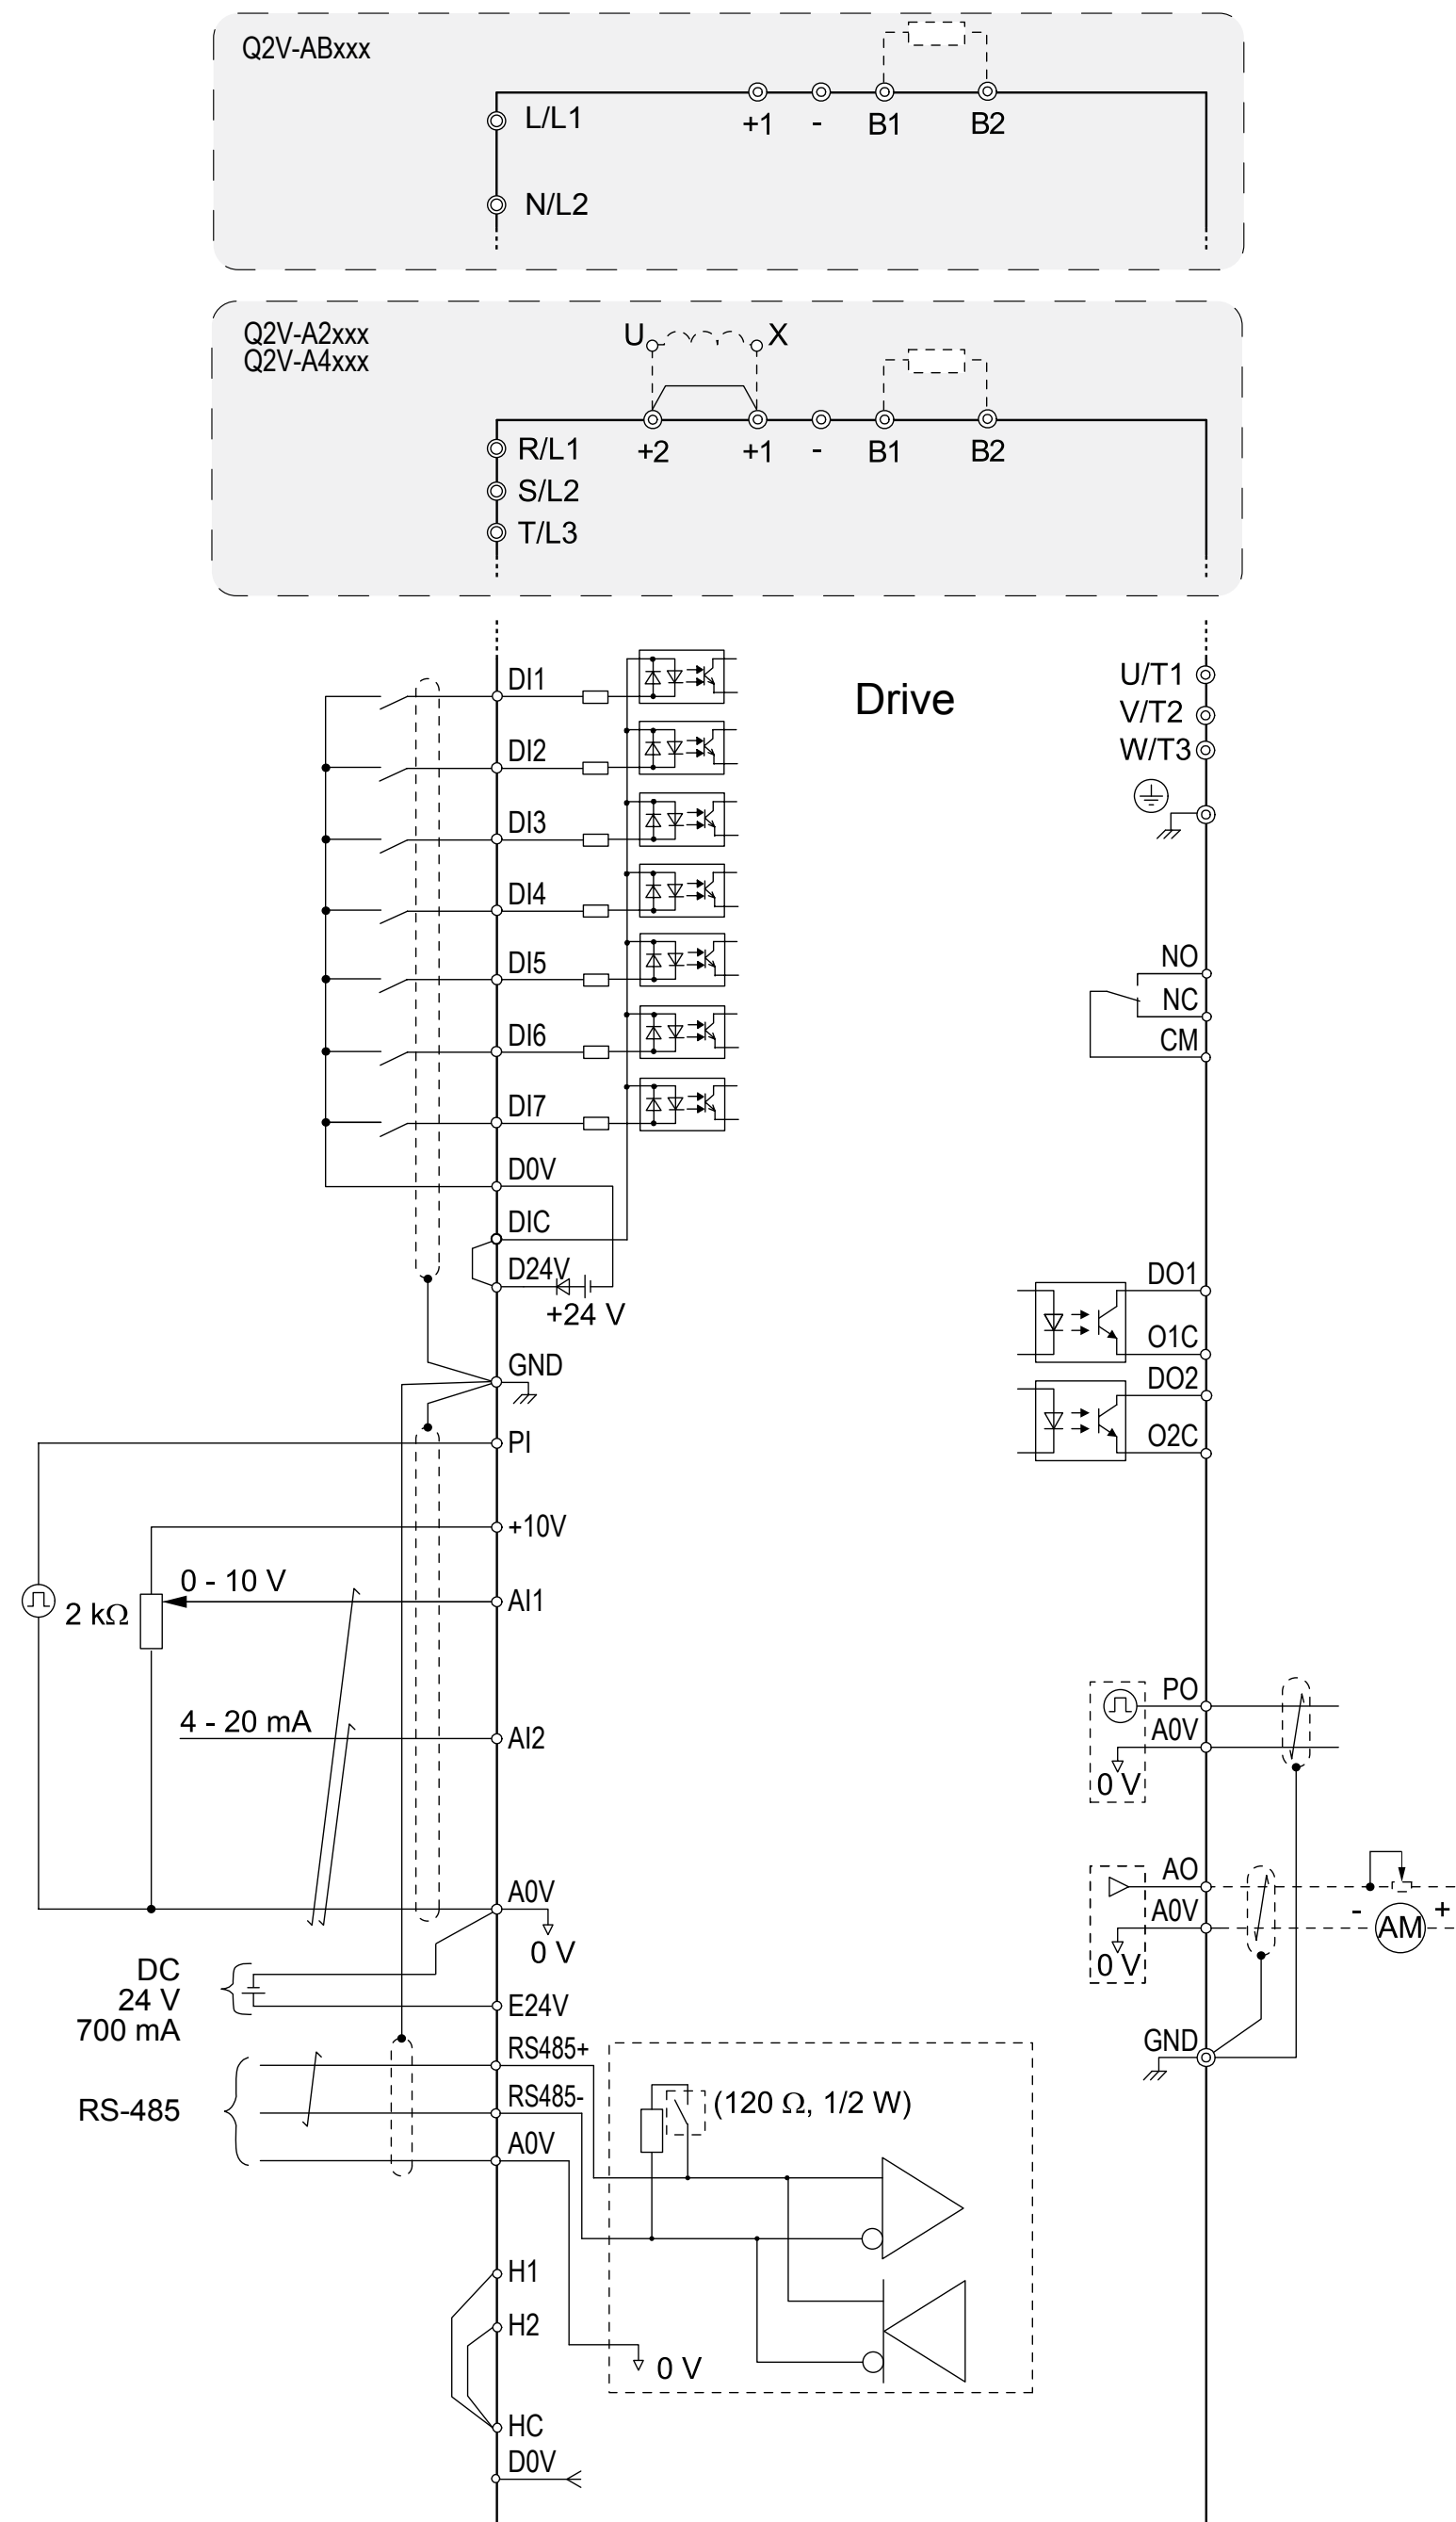 Q2V-ABxxx
L/L1
+1 - B1 B2
N/L2
Q2V-A2xxx
Q2V-A4xxx
U X
R/L1
+2 +1 - B1 B2
S/L2
T/L3
Drive
DI1
DI2
DI3
DI4
DI5
DI6
DI7
D0V
DIC
D24V
+24 V
GND
PI
+10V
0 - 10 V
AI1
2 kΩ
4 - 20 mA
AI2
A0V
0 V
DC
24 V
700 mA
E24V
RS485+
RS485-
A0V
RS-485
(120 Ω, 1/2 W)
0 V
H1
H2
HC
D0V
U/T1
V/T2
W/T3
NO
NC
CM
DO1
O1C
DO2
O2C
PO
A0V
0 V
AO
A0V
0 V
- AM +
GND